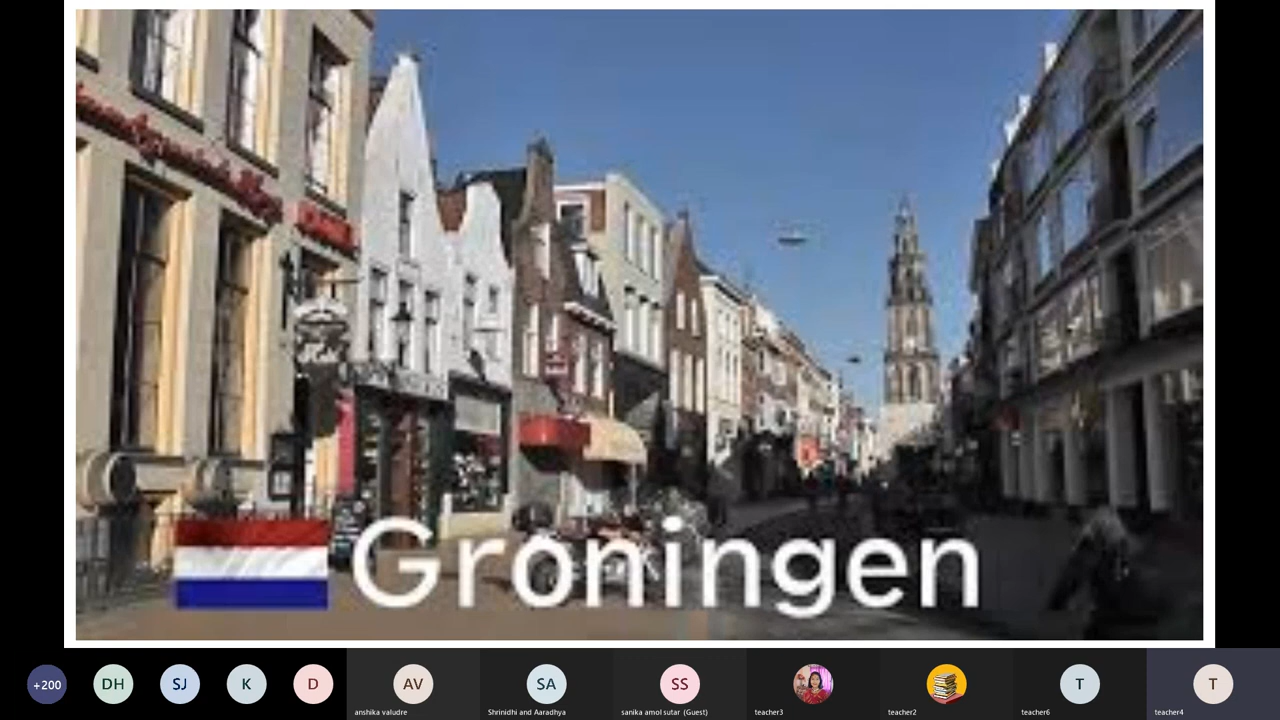 Groningen
+200
DH
SJ
K
D
AV
SA
SS
T
T
anshika valudre
Shrinidhi and Aaradhya
sanika amol sutar (Guest)
teacher3
teacher2
teacher6
teacher4